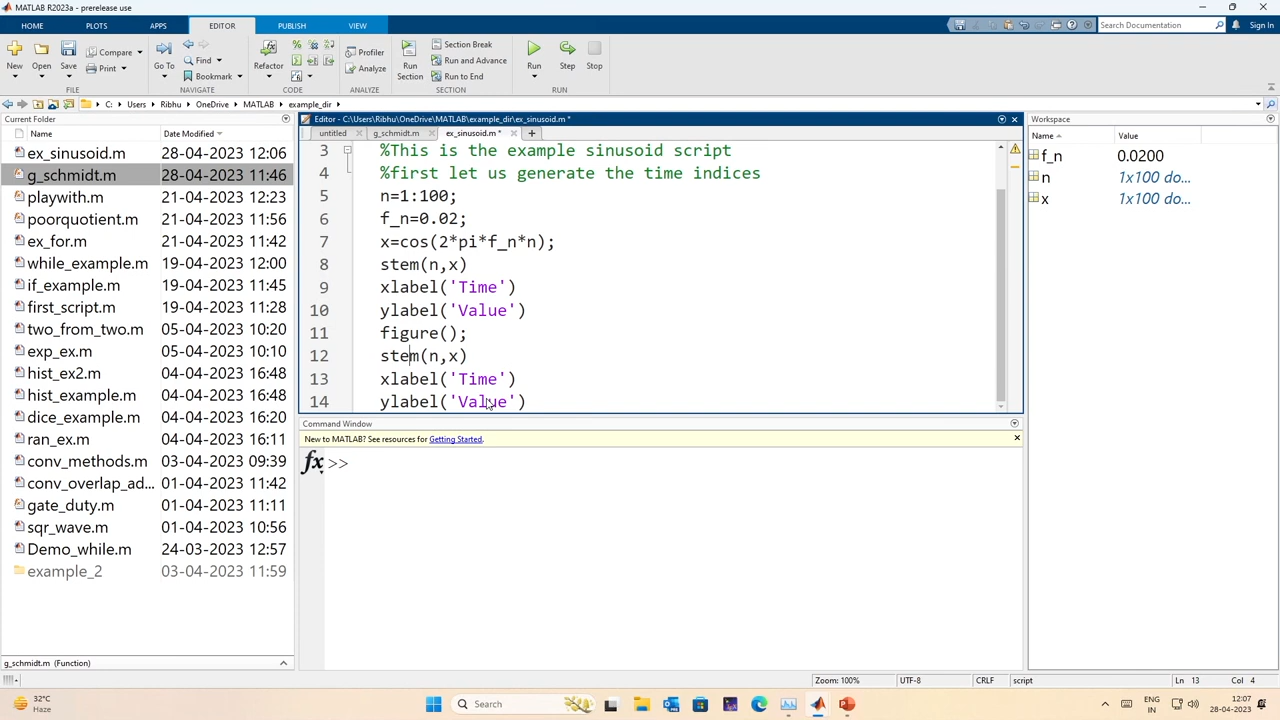 MATLAB R2023a - prerelease use
HOME PLOTS APPS EDITOR PUBLISH VIEW
Search Documentation Sign In
New Open Save Compare Print Go To Find Bookmark Refactor Profiler Analyze Run Section Section Break Run and Advance Run to End Run Step Stop
FILE NAVIGATE CODE ANALYZE SECTION RUN
C: Users Ribhu OneDrive MATLAB example_dir
Current Folder
Name Date Modified
ex_sinusoid.m 28-04-2023 12:06
g_schmidt.m 28-04-2023 11:46
playwith.m 21-04-2023 12:23
poorquotient.m 21-04-2023 11:56
ex_for.m 21-04-2023 11:42
while_example.m 19-04-2023 12:00
if_example.m 19-04-2023 11:45
first_script.m 19-04-2023 11:28
two_from_two.m 05-04-2023 10:20
exp_ex.m 05-04-2023 10:10
hist_ex2.m 04-04-2023 16:48
hist_example.m 04-04-2023 16:48
dice_example.m 04-04-2023 16:20
ran_ex.m 04-04-2023 16:11
conv_methods.m 03-04-2023 09:39
conv_overlap_ad... 01-04-2023 11:42
gate_duty.m 01-04-2023 11:11
sqr_wave.m 01-04-2023 10:56
Demo_while.m 24-03-2023 12:57
example_2 03-04-2023 11:59
g_schmidt.m (Function)
Editor - C:\Users\Ribhu\OneDrive\MATLAB\example_dir\ex_sinusoid.m *
untitled g_schmidt.m ex_sinusoid.m *
3 %This is the example sinusoid script
4 %first let us generate the time indices
5 n=1:100;
6 f_n=0.02;
7 x=cos(2*pi*f_n*n);
8 stem(n,x)
9 xlabel('Time')
10 ylabel('Value')
11 figure();
12 stem(n,x)
13 xlabel('Time')
14 ylabel('Value')
Command Window
New to MATLAB? See resources for Getting Started.
fx >>
Workspace
Name Value
f_n 0.0200
n 1x100 do...
x 1x100 do...
Zoom: 100% UTF-8 CRLF script Ln 13 Col 4
32°C
Haze
Search
ENG
IN
12:07
28-04-2023